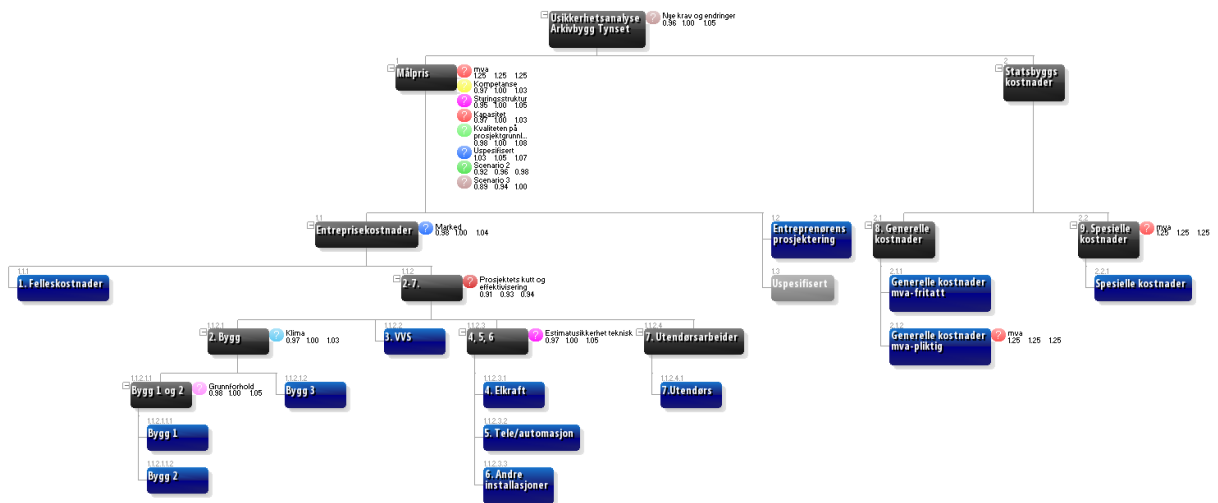 Usikkerhetsanalyse
Arkivbygg Tynset
Nye krav og endringer
0.96 1.00 1.05
1
Målpris
mva
1.25 1.25 1.25
Kompetanse
0.97 1.00 1.03
Styringsstruktur
0.95 1.00 1.05
Kapasitet
0.97 1.00 1.03
Kvaliteten på
prosjektgrunnl...
0.98 1.00 1.08
Uspesifisert
1.03 1.05 1.07
Scenario 2
0.92 0.96 0.98
Scenario 3
0.89 0.94 1.00
2
Statsbyggs
kostnader
1.1
Entreprisekostnader
Marked
0.98 1.00 1.04
1.2
Entreprenørens
prosjektering
1.3
Uspesifisert
2.1
8. Generelle
kostnader
2.2
9. Spesielle
kostnader
mva
1.25 1.25 1.25
1.1.1
1. Felleskostnader
1.1.2
2-7.
Prosjektets kutt og
effektivisering
0.91 0.93 0.94
2.1.1
Generelle kostnader
mva-fritatt
2.2.1
Spesielle kostnader
2.1.2
Generelle kostnader
mva-pliktig
mva
1.25 1.25 1.25
1.1.2.1
2. Bygg
Klima
0.97 1.00 1.03
1.1.2.2
3. VVS
1.1.2.3
4, 5, 6
Estimatusikkerhet teknisk
0.97 1.00 1.05
1.1.2.4
7. Utendørsarbeider
1.1.2.1.1
Bygg 1 og 2
Grunnforhold
0.98 1.00 1.05
1.1.2.1.2
Bygg 3
1.1.2.3.1
4. Elkraft
1.1.2.4.1
7.Utendørs
1.1.2.1.1.1
Bygg 1
1.1.2.3.2
5. Tele/automasjon
1.1.2.1.1.2
Bygg 2
1.1.2.3.3
6. Andre
installasjoner